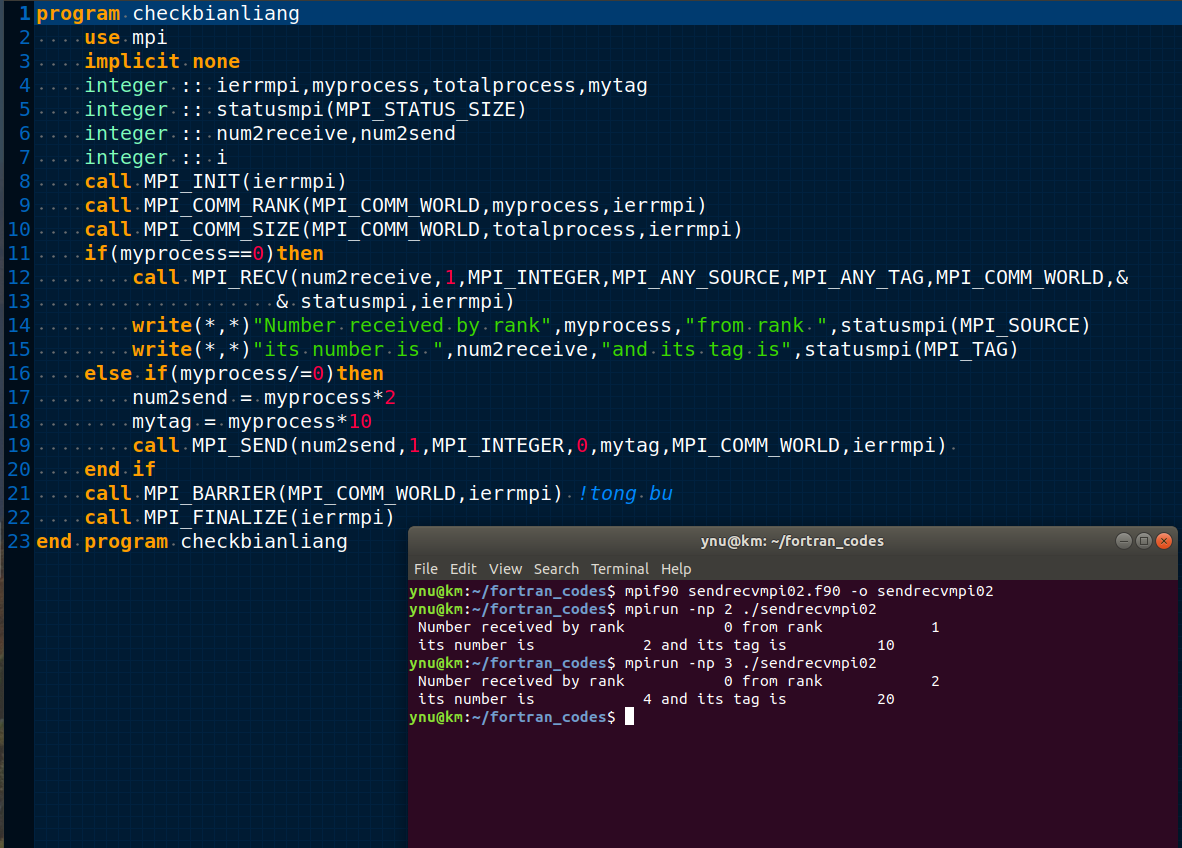 1 program checkbianliang
2     use mpi
3     implicit none
4     integer :: ierrmpi,myprocess,totalprocess,mytag
5     integer :: statusmpi(MPI_STATUS_SIZE)
6     integer :: num2receive,num2send
7     integer :: i
8     call MPI_INIT(ierrmpi)
9     call MPI_COMM_RANK(MPI_COMM_WORLD,myprocess,ierrmpi)
10     call MPI_COMM_SIZE(MPI_COMM_WORLD,totalprocess,ierrmpi)
11     if(myprocess==0)then
12         call MPI_RECV(num2receive,1,MPI_INTEGER,MPI_ANY_SOURCE,MPI_ANY_TAG,MPI_COMM_WORLD,&
13                     & statusmpi,ierrmpi)
14         write(*,*)"Number received by rank",myprocess,"from rank ",statusmpi(MPI_SOURCE)
15         write(*,*)"its number is ",num2receive,"and its tag is",statusmpi(MPI_TAG)
16     else if(myprocess/=0)then
17         num2send = myprocess*2
18         mytag = myprocess*10
19         call MPI_SEND(num2send,1,MPI_INTEGER,0,mytag,MPI_COMM_WORLD,ierrmpi)
20     end if
21     call MPI_BARRIER(MPI_COMM_WORLD,ierrmpi) !tong bu
22     call MPI_FINALIZE(ierrmpi)
23 end program checkbianliang
ynu@km: ~/fortran_codes
File Edit View Search Terminal Help
ynu@km:~/fortran_codes$ mpif90 sendrecvmpi02.f90 -o sendrecvmpi02
ynu@km:~/fortran_codes$ mpirun -np 2 ./sendrecvmpi02
 Number received by rank           0 from rank            1
 its number is            2 and its tag is          10
ynu@km:~/fortran_codes$ mpirun -np 3 ./sendrecvmpi02
 Number received by rank           0 from rank            2
 its number is            4 and its tag is          20
ynu@km:~/fortran_codes$